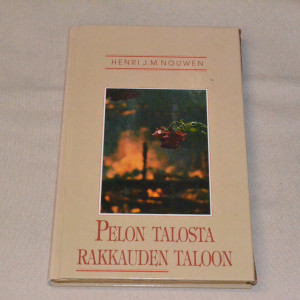 HENRI J.M. NOUWEN
PELON TALOSTA
RAKKAUDEN TALOON